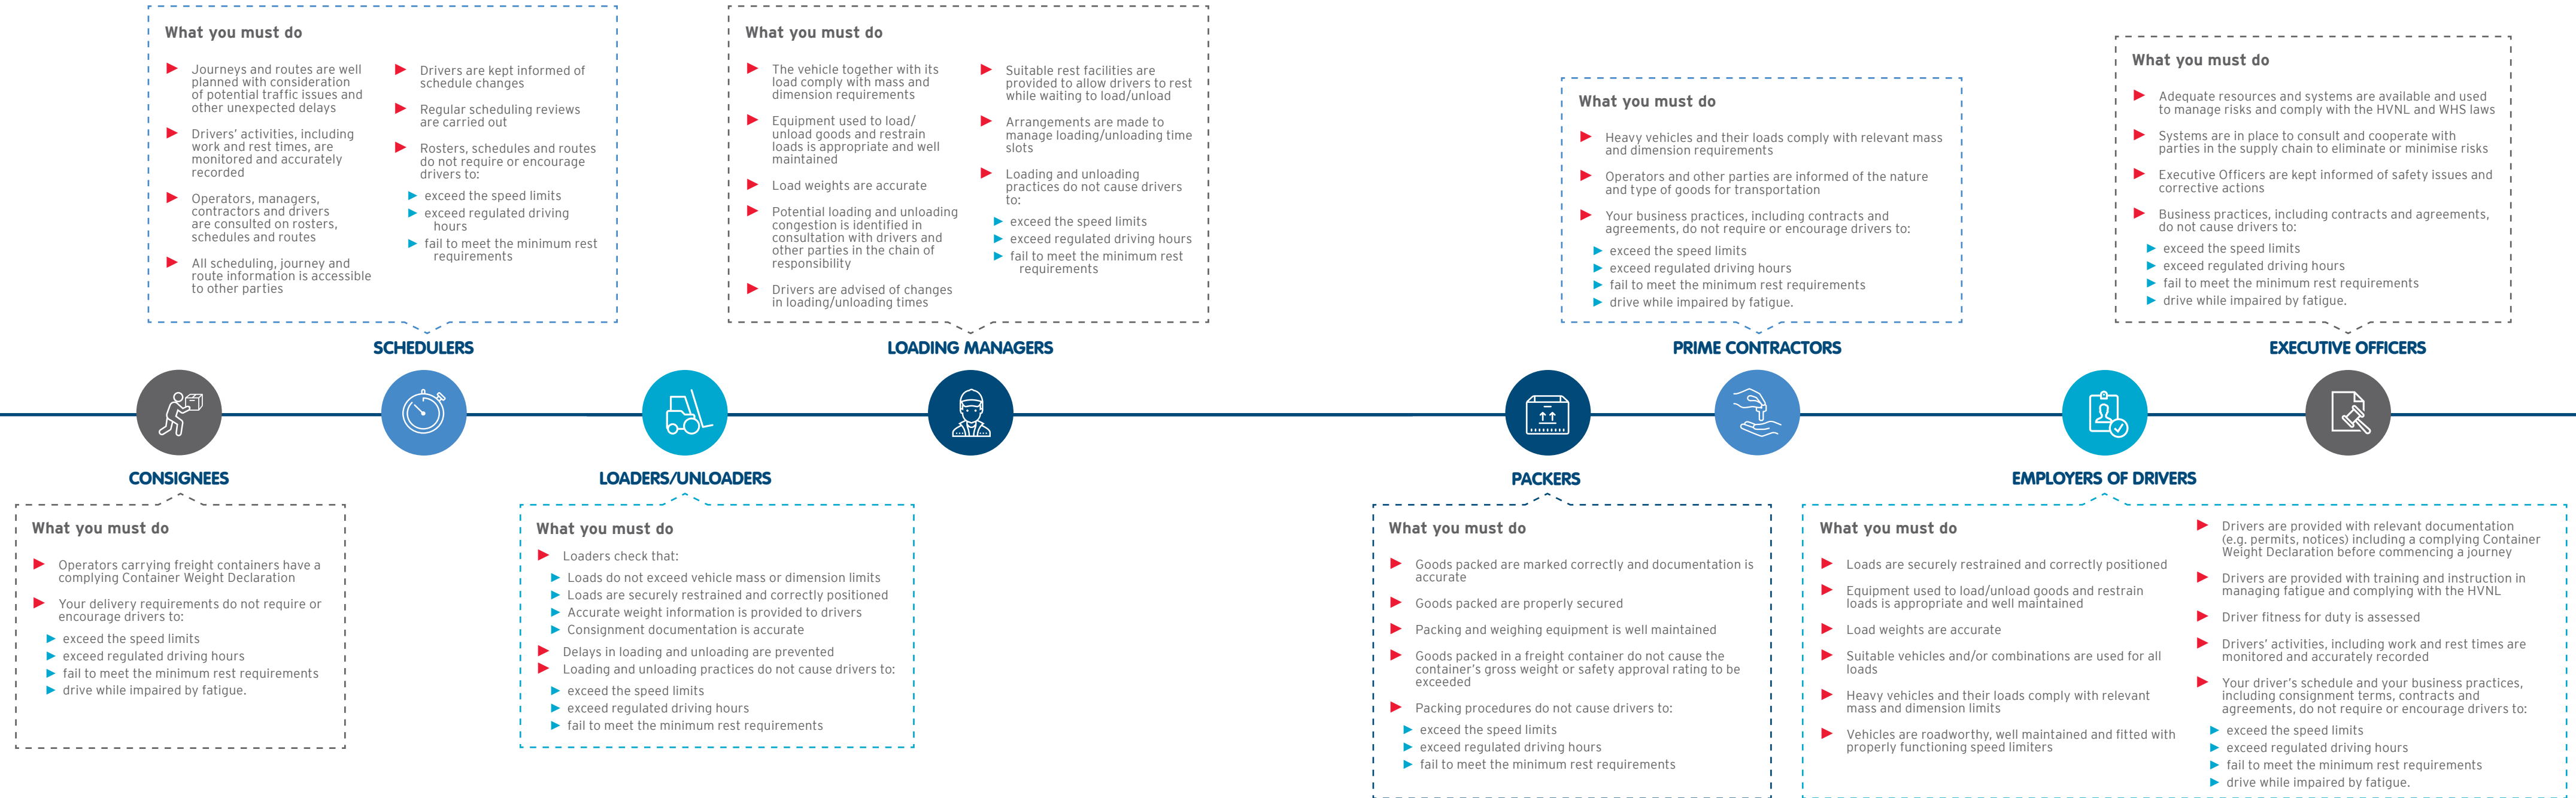 What you must do
Journeys and routes are well
planned with consideration
of potential traffic issues and
other unexpected delays
Drivers' activities, including
work and rest times, are
monitored and accurately
recorded
Operators, managers,
contractors and drivers
are consulted on rosters,
schedules and routes
All scheduling, journey and
route information is accessible
to other parties
Drivers are kept informed of
schedule changes
Regular scheduling reviews
are carried out
Rosters, schedules and routes
do not require or encourage
drivers to:
exceed the speed limits
exceed regulated driving
hours
fail to meet the minimum rest
requirements
SCHEDULERS
What you must do
The vehicle together with its
load comply with mass and
dimension requirements
Equipment used to load/
unload goods and restrain
loads is appropriate and well
maintained
Load weights are accurate
Potential loading and unloading
congestion is identified in
consultation with drivers and
other parties in the chain of
responsibility
Drivers are advised of changes
in loading/unloading times
Suitable rest facilities are
provided to allow drivers to rest
while waiting to load/unload
Arrangements are made to
manage loading/unloading time
slots
Loading and unloading
practices do not cause drivers
to:
exceed the speed limits
exceed regulated driving hours
fail to meet the minimum rest
requirements
LOADING MANAGERS
What you must do
Heavy vehicles and their loads comply with relevant mass
and dimension requirements
Operators and other parties are informed of the nature
and type of goods for transportation
Your business practices, including contracts and
agreements, do not require or encourage drivers to:
exceed the speed limits
exceed regulated driving hours
fail to meet the minimum rest requirements
drive while impaired by fatigue.
PRIME CONTRACTORS
What you must do
Adequate resources and systems are available and used
to manage risks and comply with the HVNL and WHS laws
Systems are in place to consult and cooperate with
parties in the supply chain to eliminate or minimise risks
Executive Officers are kept informed of safety issues and
corrective actions
Business practices, including contracts and agreements,
do not cause drivers to:
exceed the speed limits
exceed regulated driving hours
fail to meet the minimum rest requirements
drive while impaired by fatigue.
EXECUTIVE OFFICERS
CONSIGNEES
What you must do
Operators carrying freight containers have a
complying Container Weight Declaration
Your delivery requirements do not require or
encourage drivers to:
exceed the speed limits
exceed regulated driving hours
fail to meet the minimum rest requirements
drive while impaired by fatigue.
LOADERS/UNLOADERS
What you must do
Loaders check that:
Loads do not exceed vehicle mass or dimension limits
Loads are securely restrained and correctly positioned
Accurate weight information is provided to drivers
Consignment documentation is accurate
Delays in loading and unloading are prevented
Loading and unloading practices do not cause drivers to:
exceed the speed limits
exceed regulated driving hours
fail to meet the minimum rest requirements
PACKERS
What you must do
Goods packed are marked correctly and documentation is
accurate
Goods packed are properly secured
Packing and weighing equipment is well maintained
Goods packed in a freight container do not cause the
container's gross weight or safety approval rating to be
exceeded
Packing procedures do not cause drivers to:
exceed the speed limits
exceed regulated driving hours
fail to meet the minimum rest requirements
EMPLOYERS OF DRIVERS
What you must do
Loads are securely restrained and correctly positioned
Equipment used to load/unload goods and restrain
loads is appropriate and well maintained
Load weights are accurate
Suitable vehicles and/or combinations are used for all
loads
Heavy vehicles and their loads comply with relevant
mass and dimension limits
Vehicles are roadworthy, well maintained and fitted with
properly functioning speed limiters
Drivers are provided with relevant documentation
(e.g. permits, notices) including a complying Container
Weight Declaration before commencing a journey
Drivers are provided with training and instruction in
managing fatigue and complying with the HVNL
Driver fitness for duty is assessed
Drivers' activities, including work and rest times are
monitored and accurately recorded
Your driver's schedule and your business practices,
including consignment terms, contracts and
agreements, do not require or encourage drivers to:
exceed the speed limits
exceed regulated driving hours
fail to meet the minimum rest requirements
drive while impaired by fatigue.